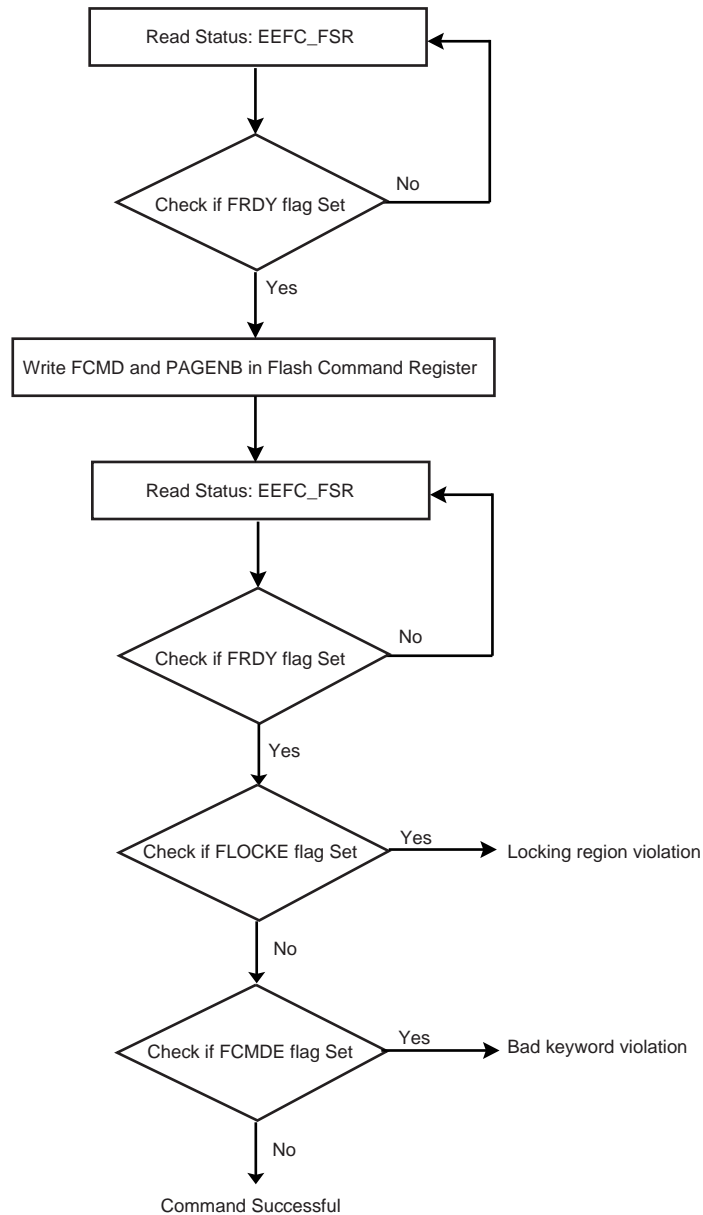 Read Status: EEFC_FSR
No
Check if FRDY flag Set
Yes
Write FCMD and PAGENB in Flash Command Register
Read Status: EEFC_FSR
No
Check if FRDY flag Set
Yes
Check if FLOCKE flag Set
Yes
Locking region violation
No
Check if FCMDE flag Set
Yes
Bad keyword violation
No
Command Successful